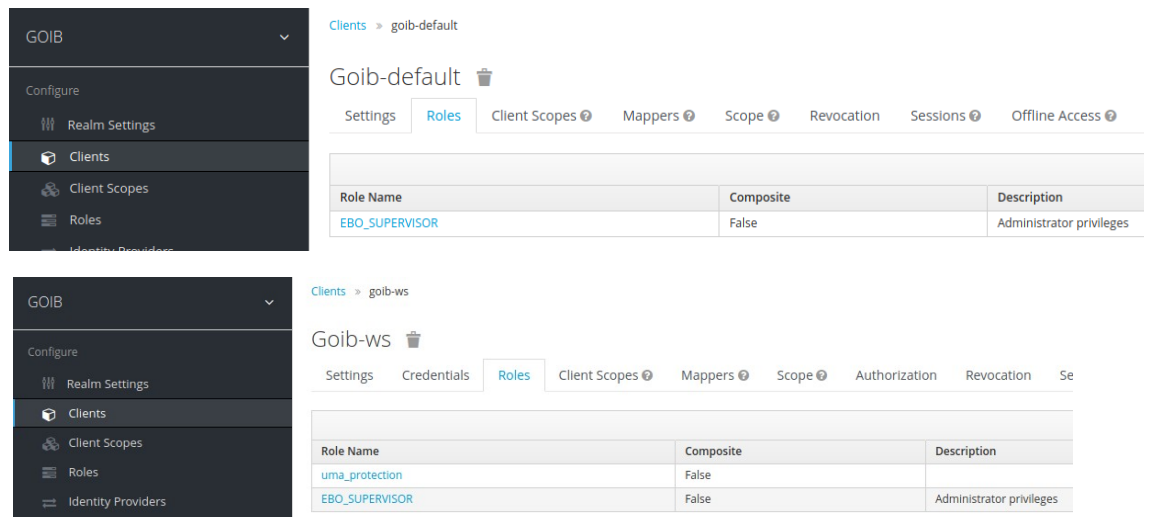 GOIB
Configure
Realm Settings
Clients
Client Scopes
Roles
Identity Providers
Clients » goib-default
Goib-default
Settings Roles Client Scopes Mappers Scope Revocation Sessions Offline Access
Role Name Composite Description
EBO_SUPERVISOR False Administrator privileges
GOIB
Configure
Realm Settings
Clients
Client Scopes
Roles
Identity Providers
Clients » goib-ws
Goib-ws
Settings Credentials Roles Client Scopes Mappers Scope Authorization Revocation Se
Role Name Composite Description
uma_protection False
EBO_SUPERVISOR False Administrator privileges